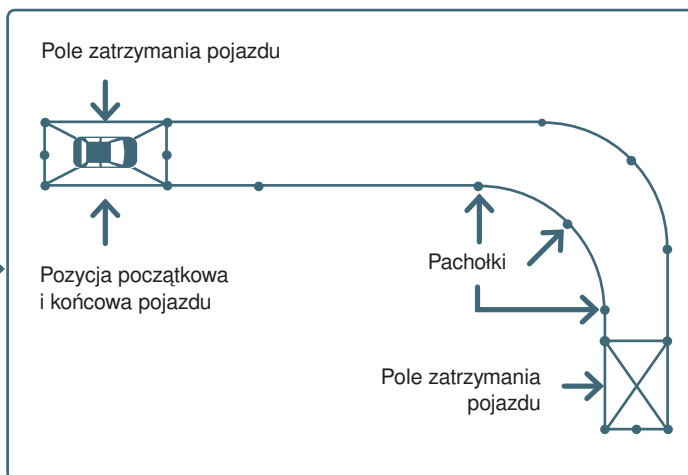 Pole zatrzymania pojazdu
Pozycja początkowa
i końcowa pojazdu
Pachołki
Pole zatrzymania
pojazdu